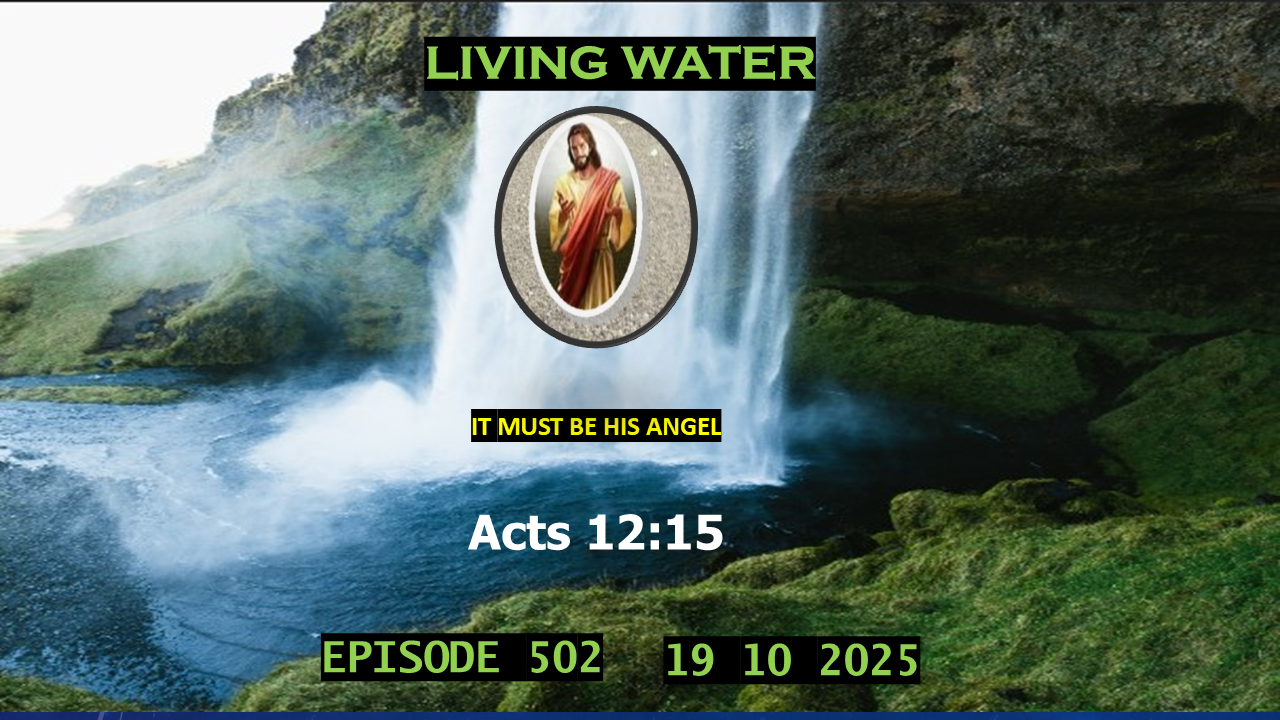 LIVING WATER
IT MUST BE HIS ANGEL
Acts 12:15
EPISODE 502
19 10 2025